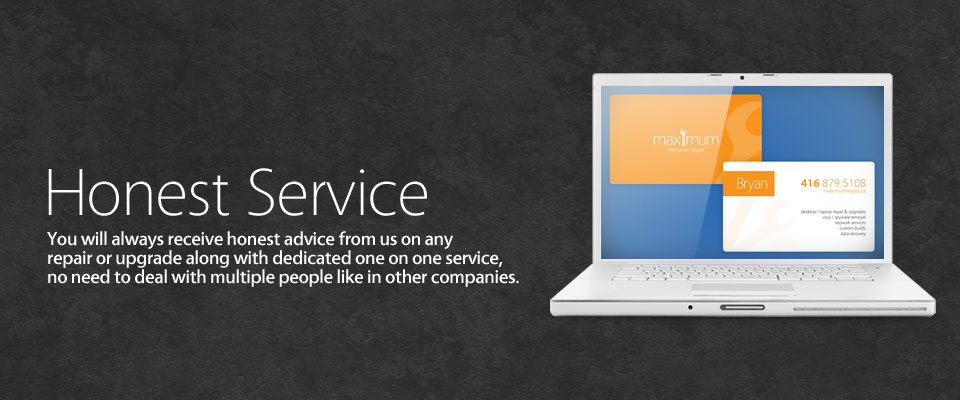 Honest Service
You will always receive honest advice from us on any
repair or upgrade along with dedicated one on one service,
no need to deal with multiple people like in other companies.
maximum
computer repair
Bryan
416 879 5108
maximumrepair.ca
desktop / laptop repair & upgrades
virus / spyware removal
network services
custom builds
data recovery